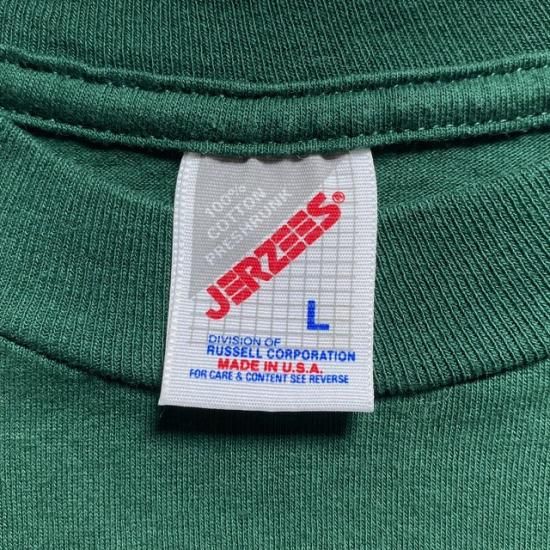 100%
COTTON
PRESHRUNK
JERZEES®
L
DIVISION OF
RUSSELL CORPORATION
MADE IN U.S.A.
FOR CARE & CONTENT SEE REVERSE